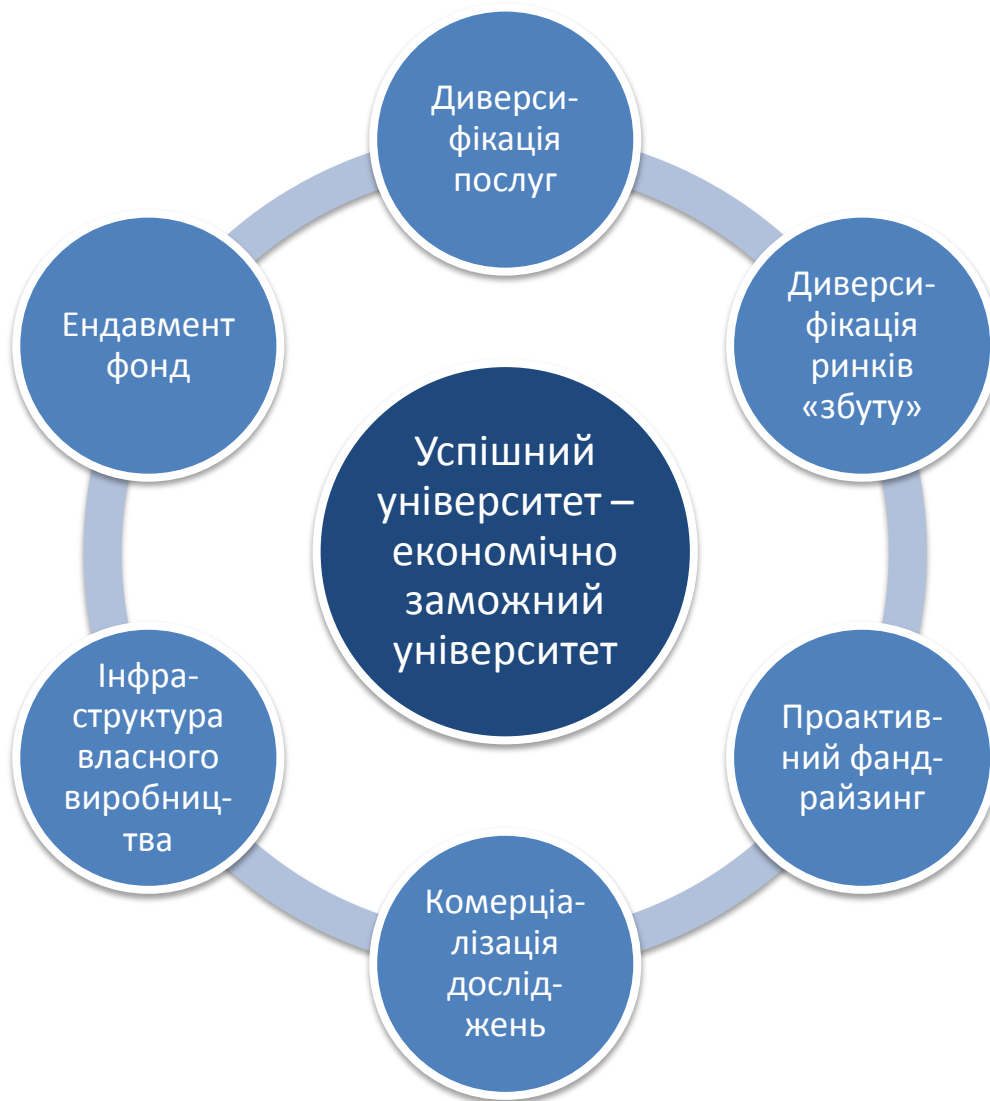 Диверси-
фікація
послуг
Диверси-
фікація
ринків
«збуту»
Проактив-
ний фанд-
райзинг
Комерціа-
лізація
дослід-
жень
Інфра-
структура
власного
виробниц-
тва
Ендавмент
фонд
Успішний
університет –
економічно
заможний
університет